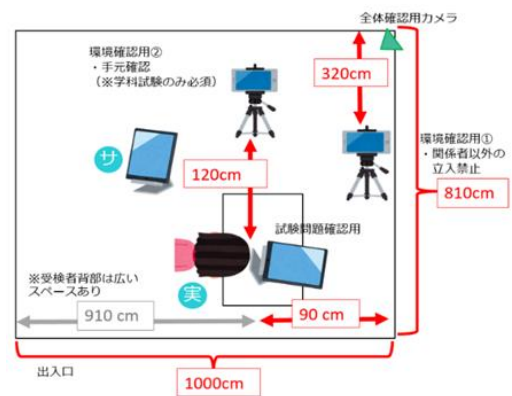 全体確認用カメラ
環境確認用②
・手元確認
（※学科試験のみ必須）
320cm
環境確認用①
・関係者以外の
立入禁止
サ
120cm
810cm
試験問題確認用
※受検者背部は広い
スペースあり
実
910 cm
90 cm
出入口
1000cm